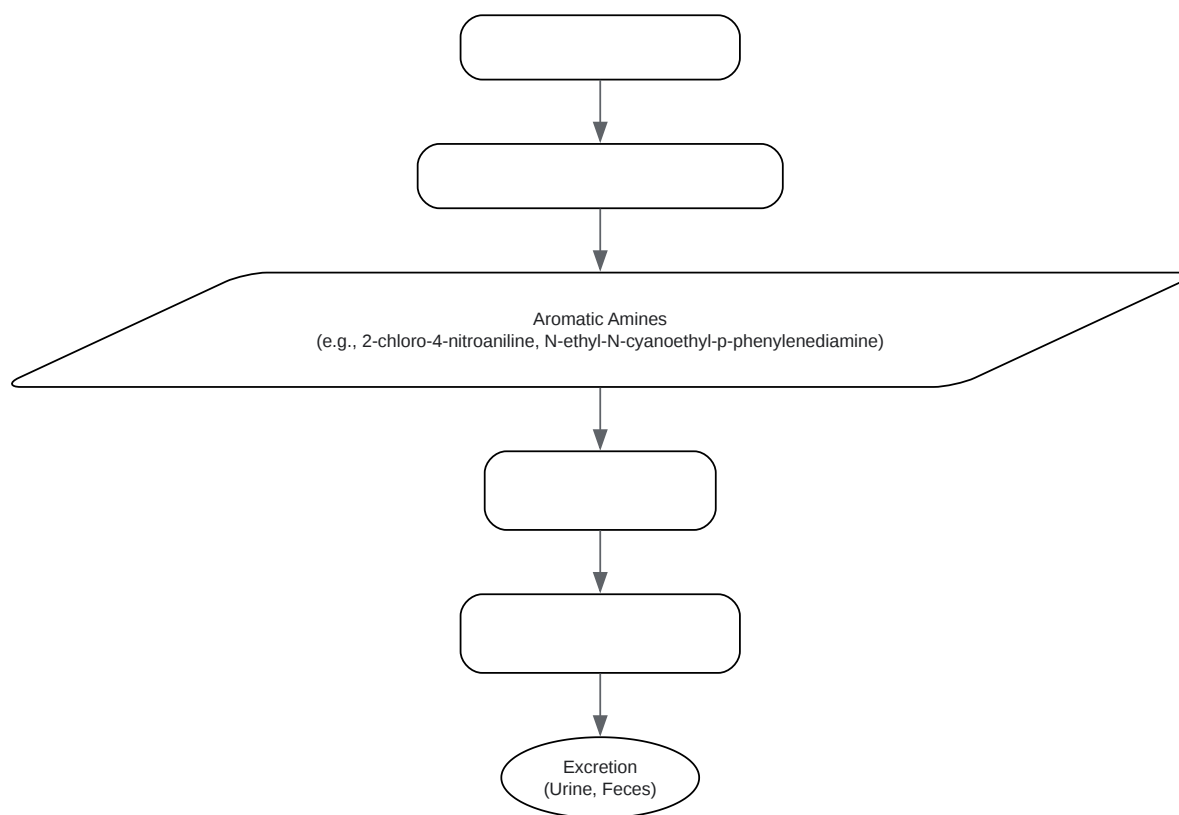 Aromatic Amines
(e.g., 2-chloro-4-nitroaniline, N-ethyl-N-cyanoethyl-p-phenylenediamine)
Excretion
(Urine, Feces)